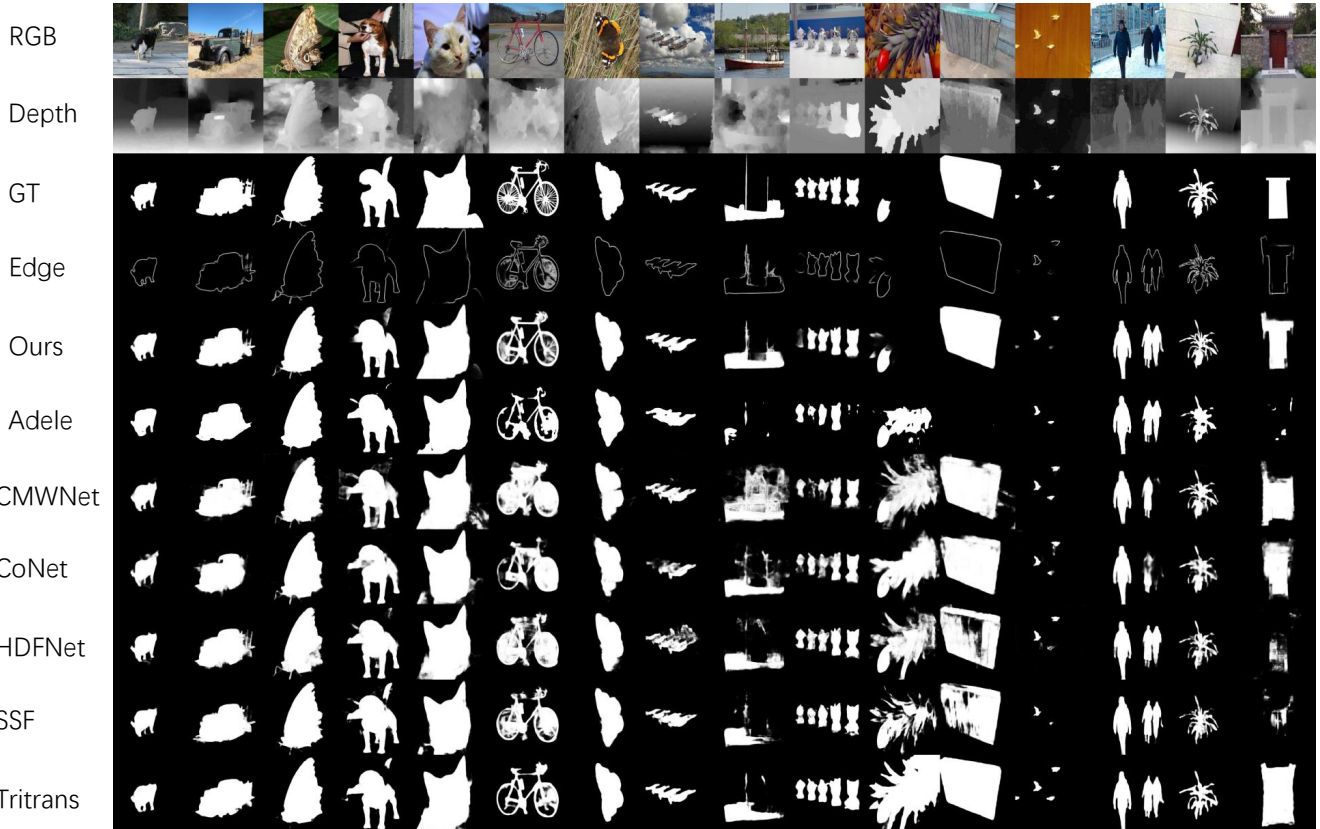 RGB
Depth
GT
Edge
Ours
Adele
CMWNet
CoNet
HDFNet
SSF
Tritrans